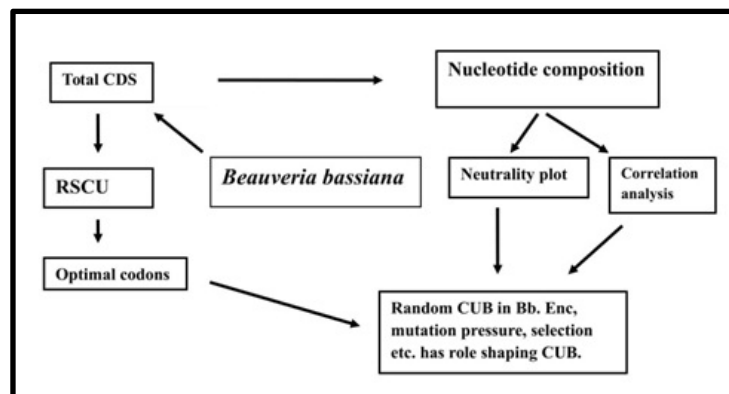 Total CDS
Nucleotide composition
RSCU
Beauveria bassiana
Neutrality plot
Correlation
analysis
Optimal codons
Random CUB in Bb. Enc,
mutation pressure, selection
etc. has role shaping CUB.